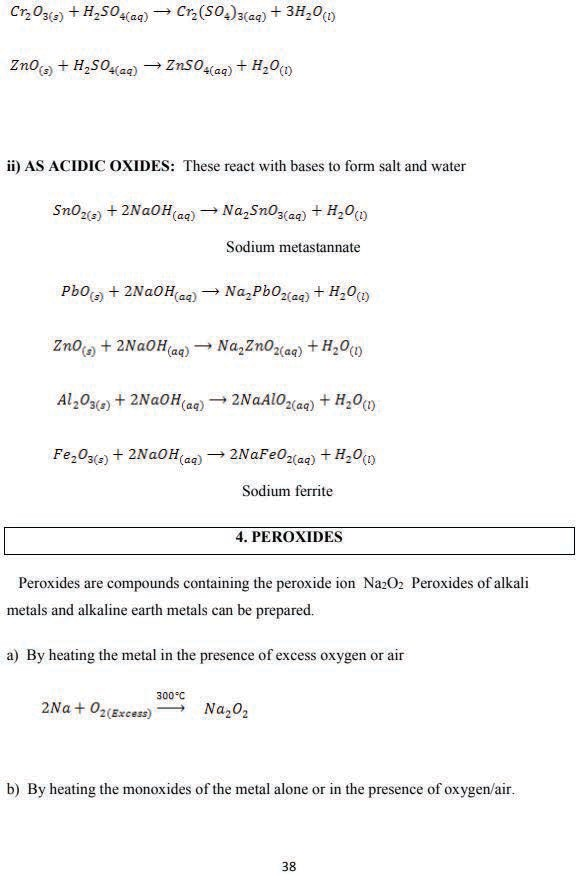 Cr₂O₃(s) + H₂SO₄(aq) → Cr₂(SO₄)₃(aq) + 3H₂O(l)
ZnO(s) + H₂SO₄(aq) → ZnSO₄(aq) + H₂O(l)
ii) AS ACIDIC OXIDES: These react with bases to form salt and water
SnO₂(s) + 2NaOH(aq) → Na₂SnO₃(aq) + H₂O(l)
Sodium metastannate
PbO(s) + 2NaOH(aq) → Na₂PbO₂(aq) + H₂O(l)
ZnO(s) + 2NaOH(aq) → Na₂ZnO₂(aq) + H₂O(l)
Al₂O₃(s) + 2NaOH(aq) → 2NaAlO₂(aq) + H₂O(l)
Fe₂O₃(s) + 2NaOH(aq) → 2NaFeO₂(aq) + H₂O(l)
Sodium ferrite
4. PEROXIDES
Peroxides are compounds containing the peroxide ion Na₂O₂ Peroxides of alkali
metals and alkaline earth metals can be prepared.
a) By heating the metal in the presence of excess oxygen or air
300°C
2Na + O₂(Excess) → Na₂O₂
b) By heating the monoxides of the metal alone or in the presence of oxygen/air.
38